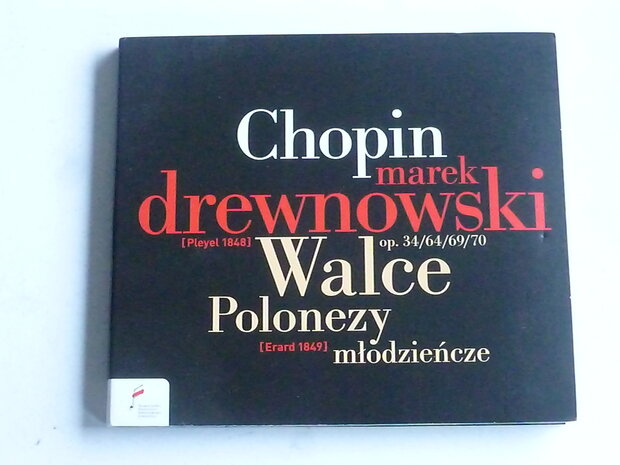 Chopin
marek
drewnowski
[Pleyel 1848] Walce op. 34/64/69/70
Polonezy
[Erard 1849] młodzieńcze